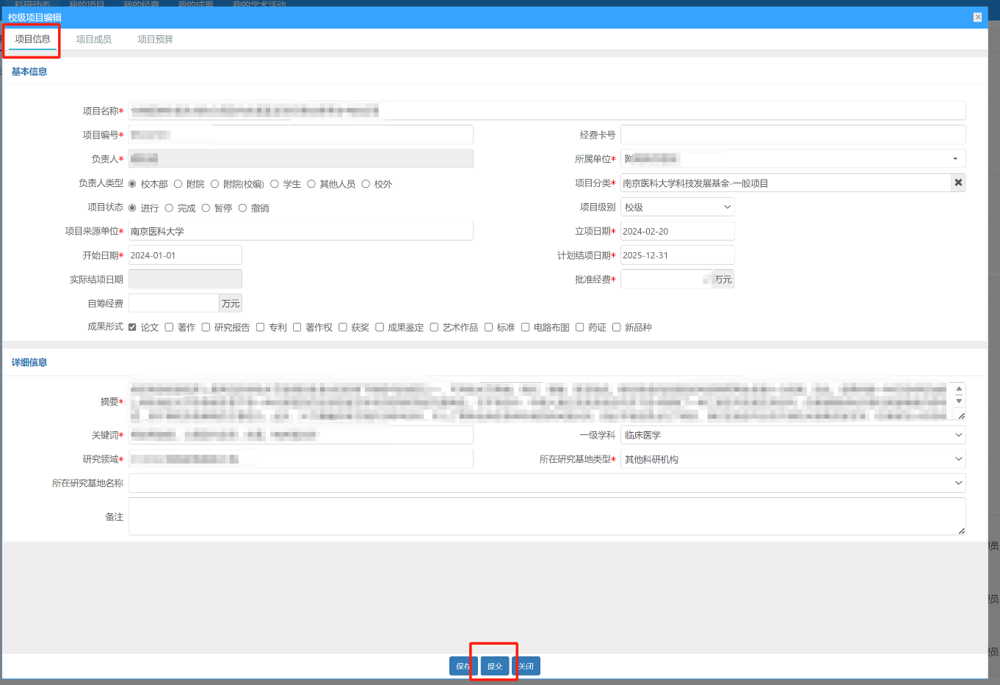 科研动态 我的项目 我的经费 我的成果 我的学术活动
校级项目编辑
项目信息 项目成员 项目预算
基本信息
项目名称*
项目编号* 经费卡号
负责人* 所属单位* 附
负责人类型 校本部 附院 附院(校编) 学生 其他人员 校外 项目分类* 南京医科大学科技发展基金-一般项目
项目状态 进行 完成 暂停 撤销 项目级别 校级
项目来源单位* 南京医科大学 立项日期* 2024-02-20
开始日期* 2024-01-01 计划结项日期* 2025-12-31
实际结项日期 批准经费* 万元
自筹经费 万元
成果形式 论文 著作 研究报告 专利 著作权 获奖 成果鉴定 艺术作品 标准 电路布图 药证 新品种
详细信息
摘要*
关键词* 一级学科 临床医学
研究领域* 所在研究基地类型* 其他科研机构
所在研究基地名称
备注
保存 提交 关闭